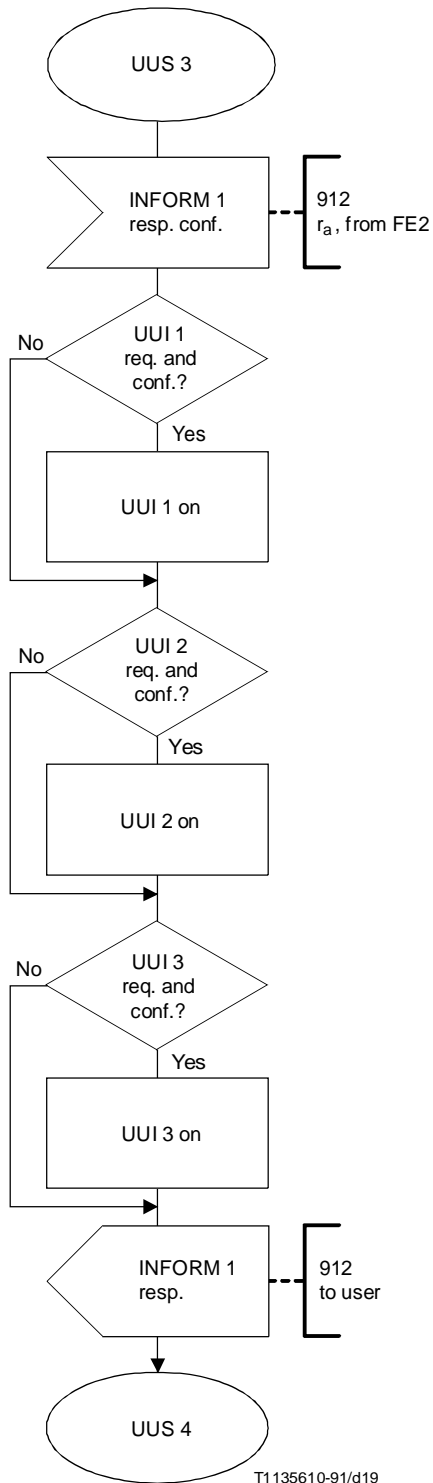 UUS 3
INFORM 1
resp. conf.
912
ra, from FE2
UUI 1
req. and
conf.?
No
Yes
UUI 1 on
UUI 2
req. and
conf.?
No
Yes
UUI 2 on
UUI 3
req. and
conf.?
No
Yes
UUI 3 on
INFORM 1
resp.
912
to user
UUS 4
T1135610-91/d19